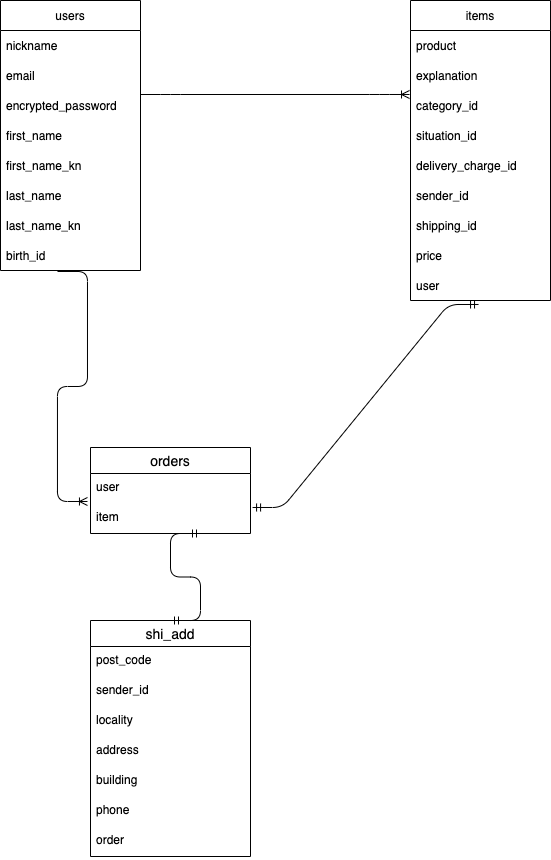 users
nickname
email
encrypted_password
first_name
first_name_kn
last_name
last_name_kn
birth_id
items
product
explanation
category_id
situation_id
delivery_charge_id
sender_id
shipping_id
price
user
orders
user
item
shi_add
post_code
sender_id
locality
address
building
phone
order